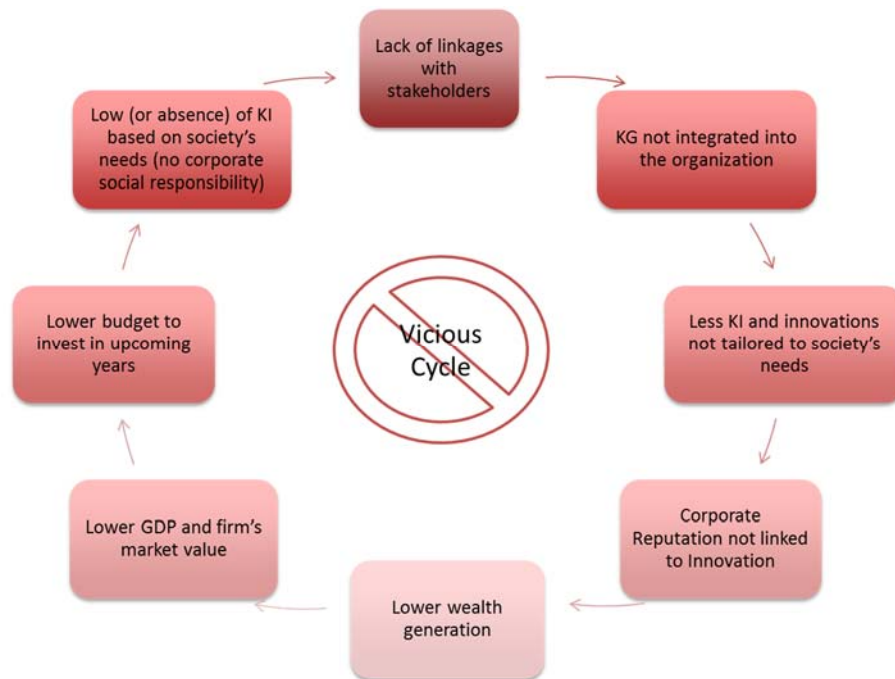 Lack of linkages
with
stakeholders
KG not integrated into
the organization
Less KI and innovations
not tailored to society's
needs
Corporate
Reputation not linked
to Innovation
Lower wealth
generation
Lower GDP and firm's
market value
Lower budget to
invest in upcoming
years
Low (or absence) of KI
based on society's
needs (no corporate
social responsibility)
Vicious
Cycle